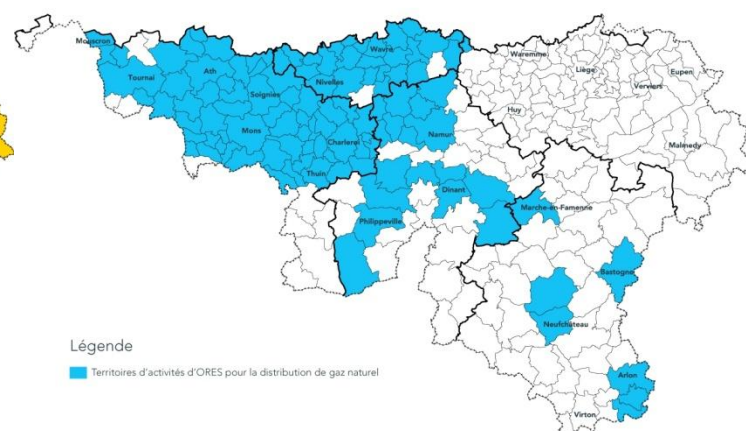 Mouscron
Tournai
Ath
Soignies
Mons
Charleroi
Thuin
Nivelles
Wavre
Namur
Dinant
Philippeville
Waremme
Liège
Eupen
Verviers
Huy
Malmedy
Marche-en-Famenne
Bastogne
Neufchâteau
Arlon
Virton
Légende
Territoires d'activités d'ORES pour la distribution de gaz naturel